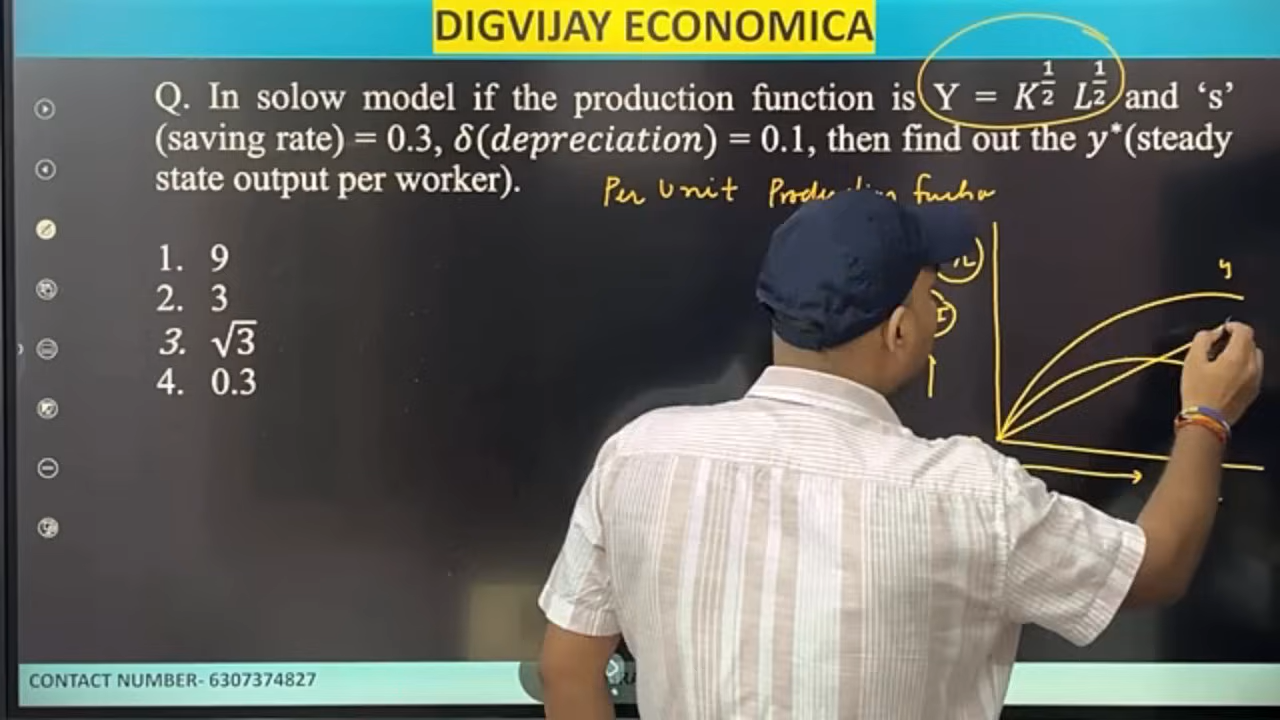 DIGVIJAY ECONOMICA
Q. In solow model if the production function is Y = K^{1/2} L^{1/2} and ‘s’
(saving rate) = 0.3, δ(depreciation) = 0.1, then find out the y*(steady
state output per worker).
Per Unit
1. 9
2. 3
3. √3
4. 0.3
y
CONTACT NUMBER- 6307374827